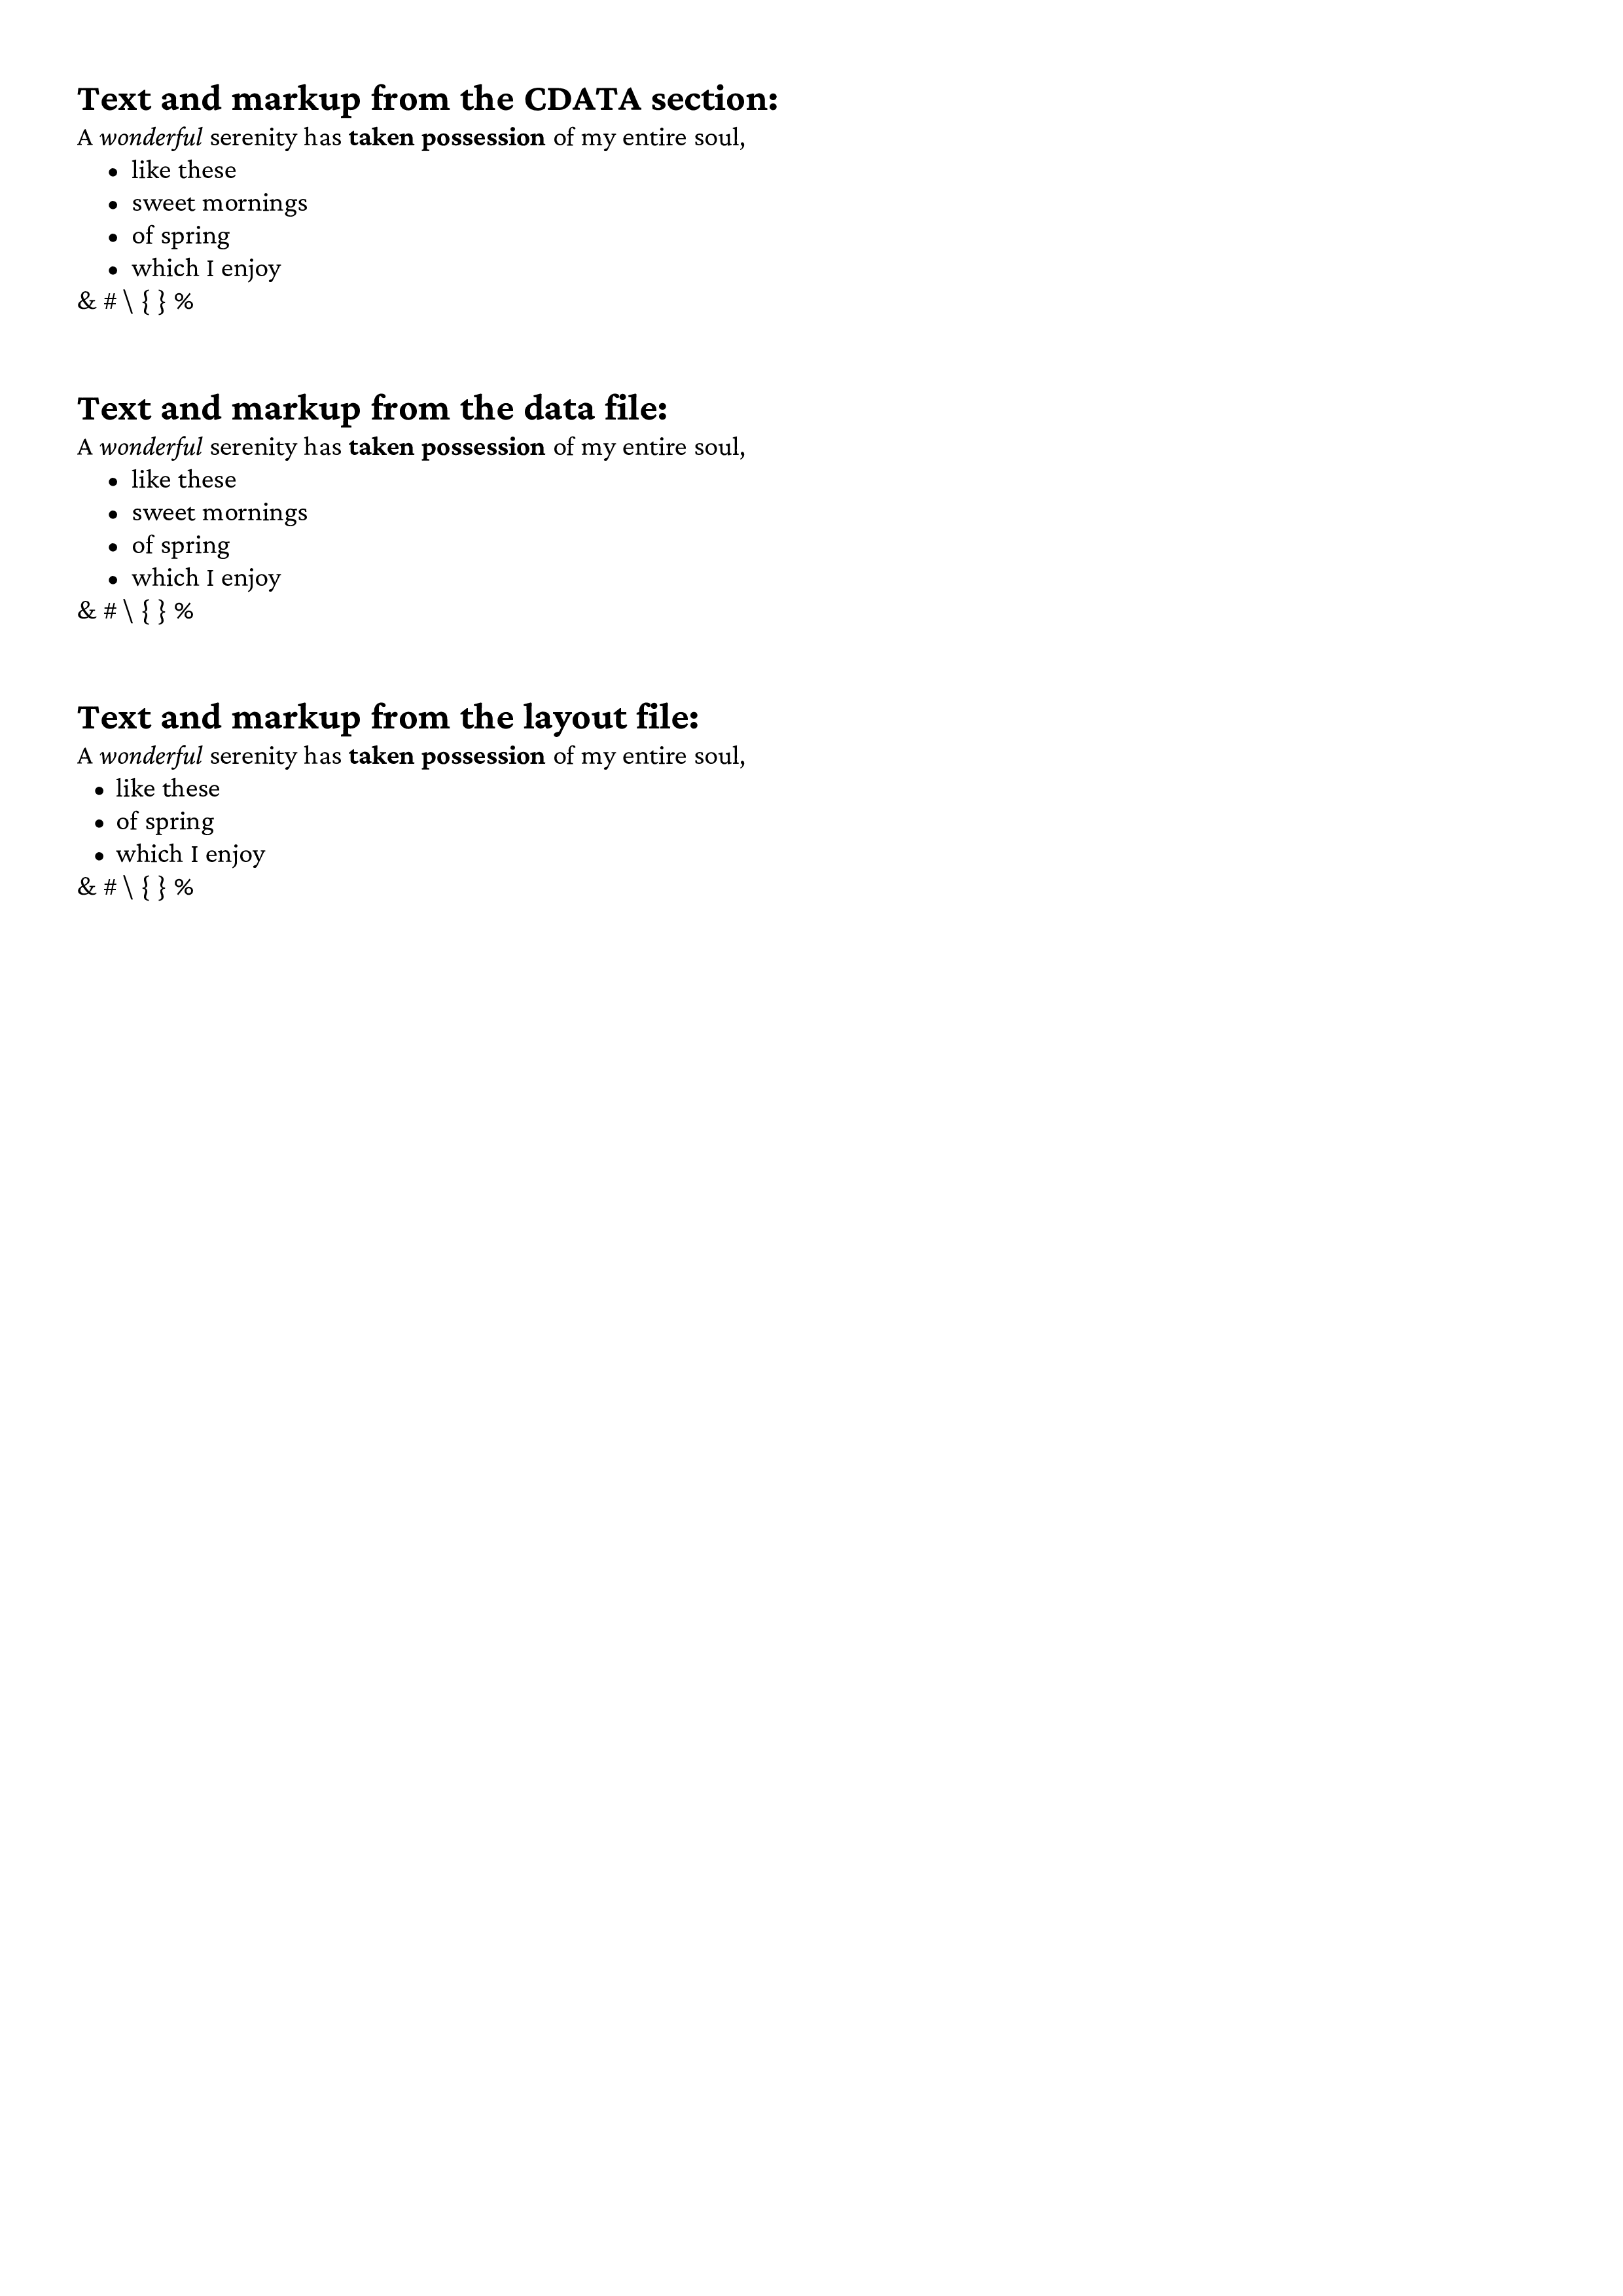 Text and markup from the CDATA section:
A wonderful serenity has taken possession of my entire soul,
• like these
• sweet mornings
• of spring
• which I enjoy
& # \ { } %
Text and markup from the data file:
A wonderful serenity has taken possession of my entire soul,
• like these
• sweet mornings
• of spring
• which I enjoy
& # \ { } %
Text and markup from the layout file:
A wonderful serenity has taken possession of my entire soul,
• like these
• of spring
• which I enjoy
& # \ { } %